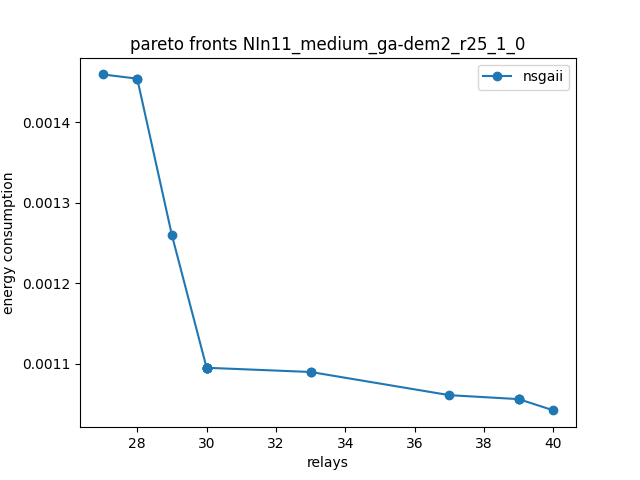 pareto fronts NIn11_medium_ga-dem2_r25_1_0
nsgaii
energy consumption
0.0014
0.0013
0.0012
0.0011
28 30 32 34 36 38 40
relays